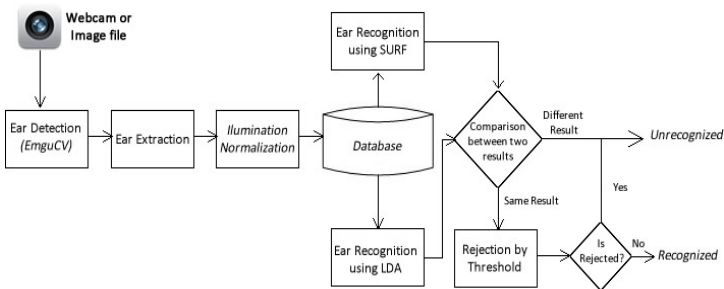 Webcam or
Image file
Ear Detection
(EmguCV)
Ear Extraction
Ilumination
Normalization
Database
Ear Recognition
using SURF
Ear Recognition
using LDA
Comparison
between two
results
Different
Result
Unrecognized
Same Result
Rejection by
Threshold
Is
Rejected?
Yes
No
Recognized